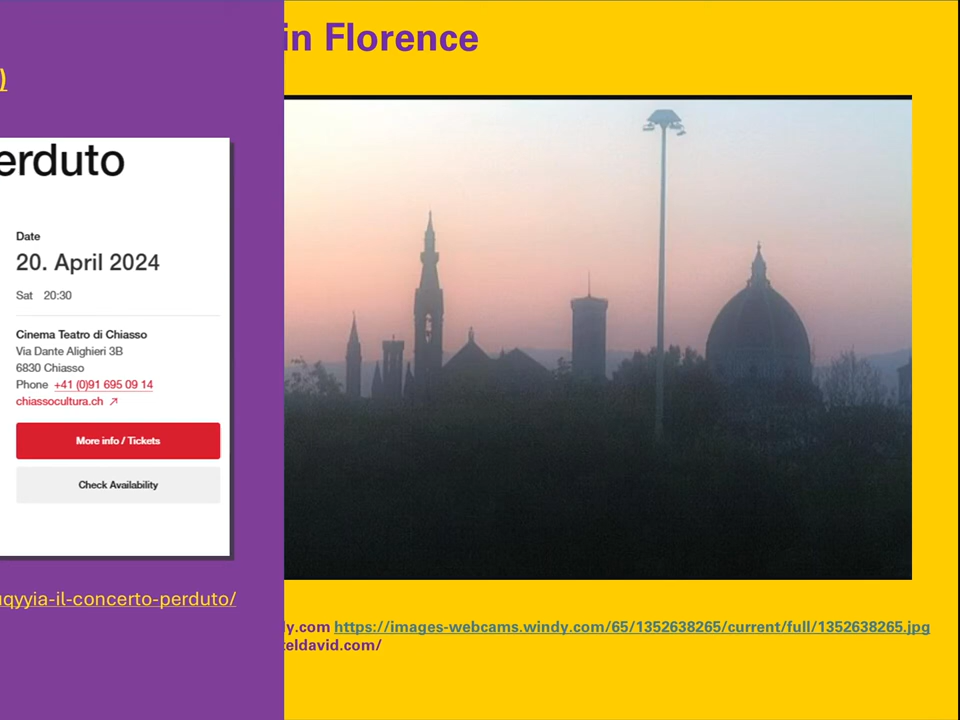 in Florence
)
erduto
Date
20. April 2024
Sat 20:30
Cinema Teatro di Chiasso
Via Dante Alighieri 3B
6830 Chiasso
Phone +41 (0)91 695 09 14
chiassocultura.ch ↗
More info / Tickets
Check Availability
uqyyia-il-concerto-perduto/
dy.com https://images-webcams.windy.com/65/1352638265/current/full/1352638265.jpg
teldavid.com/